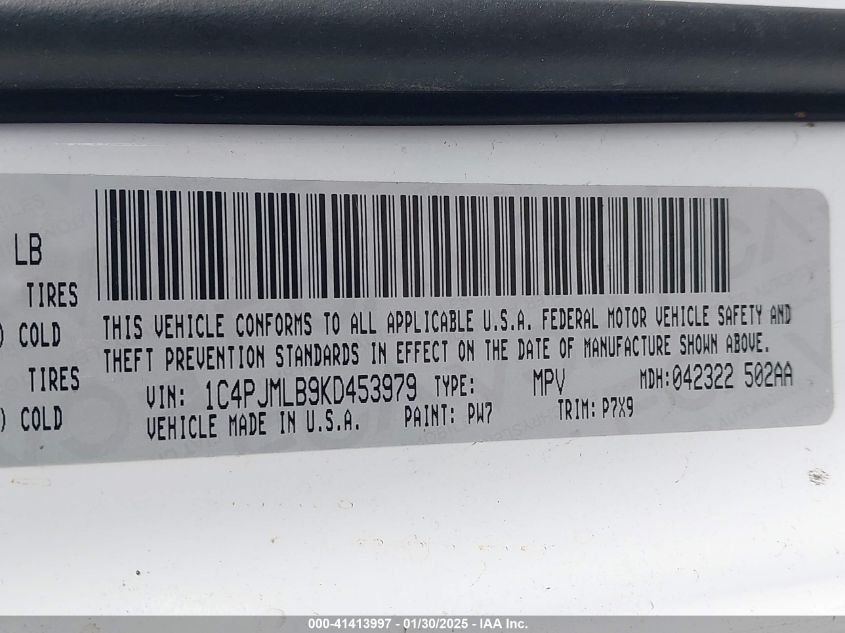 LB
TIRES
) COLD
TIRES
) COLD
THIS VEHICLE CONFORMS TO ALL APPLICABLE U.S.A. FEDERAL MOTOR VEHICLE SAFETY AND
THEFT PREVENTION STANDARDS IN EFFECT ON THE DATE OF MANUFACTURE SHOWN ABOVE.
VIN: 1C4PJMLB9KD453979 TYPE: MPV MDH:042322 502AA
VEHICLE MADE IN U.S.A. PAINT: PW7 TRIM: P7X9
000-41413997 - 01/30/2025 - IAA Inc.